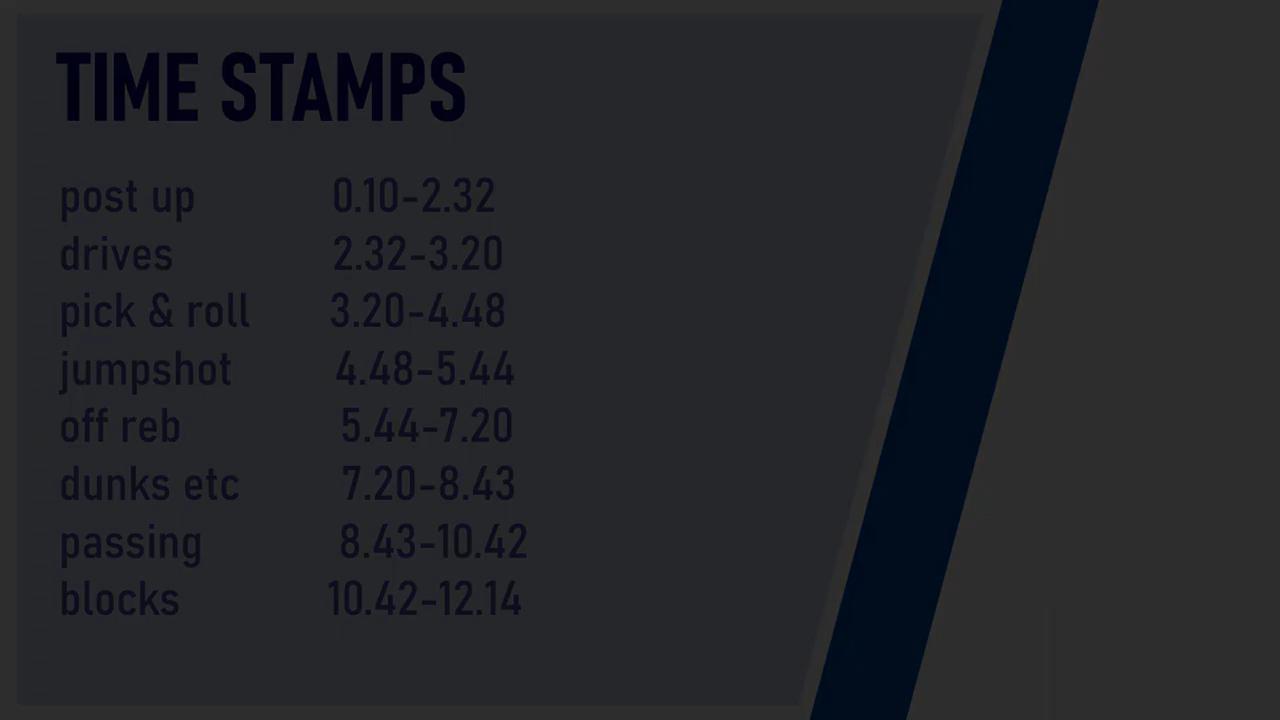 TIME STAMPS
post up 0.10-2.32
drives 2.32-3.20
pick & roll 3.20-4.48
jumpshot 4.48-5.44
off reb 5.44-7.20
dunks etc 7.20-8.43
passing 8.43-10.42
blocks 10.42-12.14